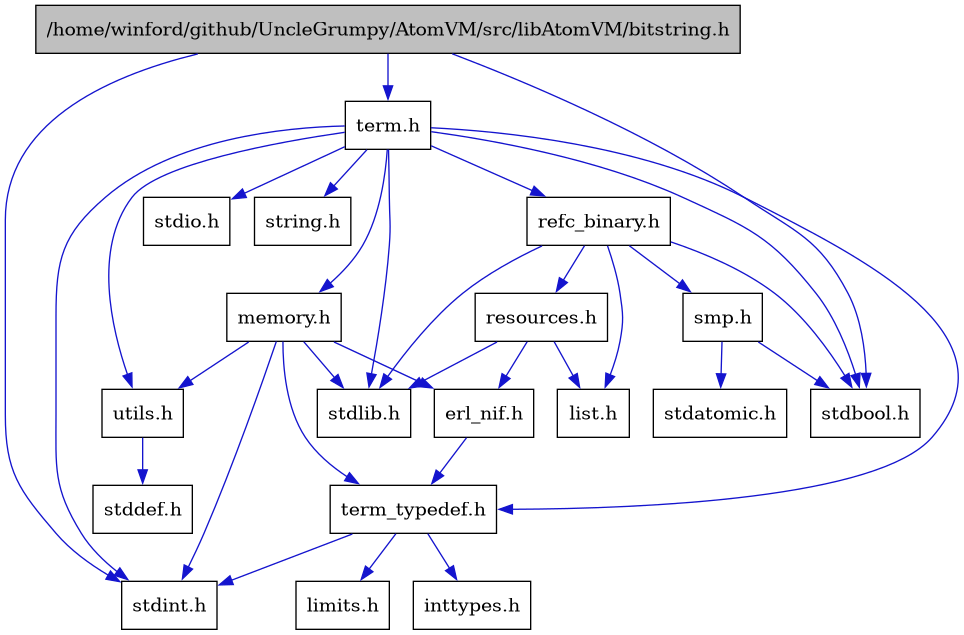 /home/winford/github/UncleGrumpy/AtomVM/src/libAtomVM/bitstring.h
term.h
stdio.h
string.h
refc_binary.h
memory.h
resources.h
smp.h
utils.h
stdlib.h
erl_nif.h
list.h
stdatomic.h
stdbool.h
stddef.h
term_typedef.h
stdint.h
limits.h
inttypes.h